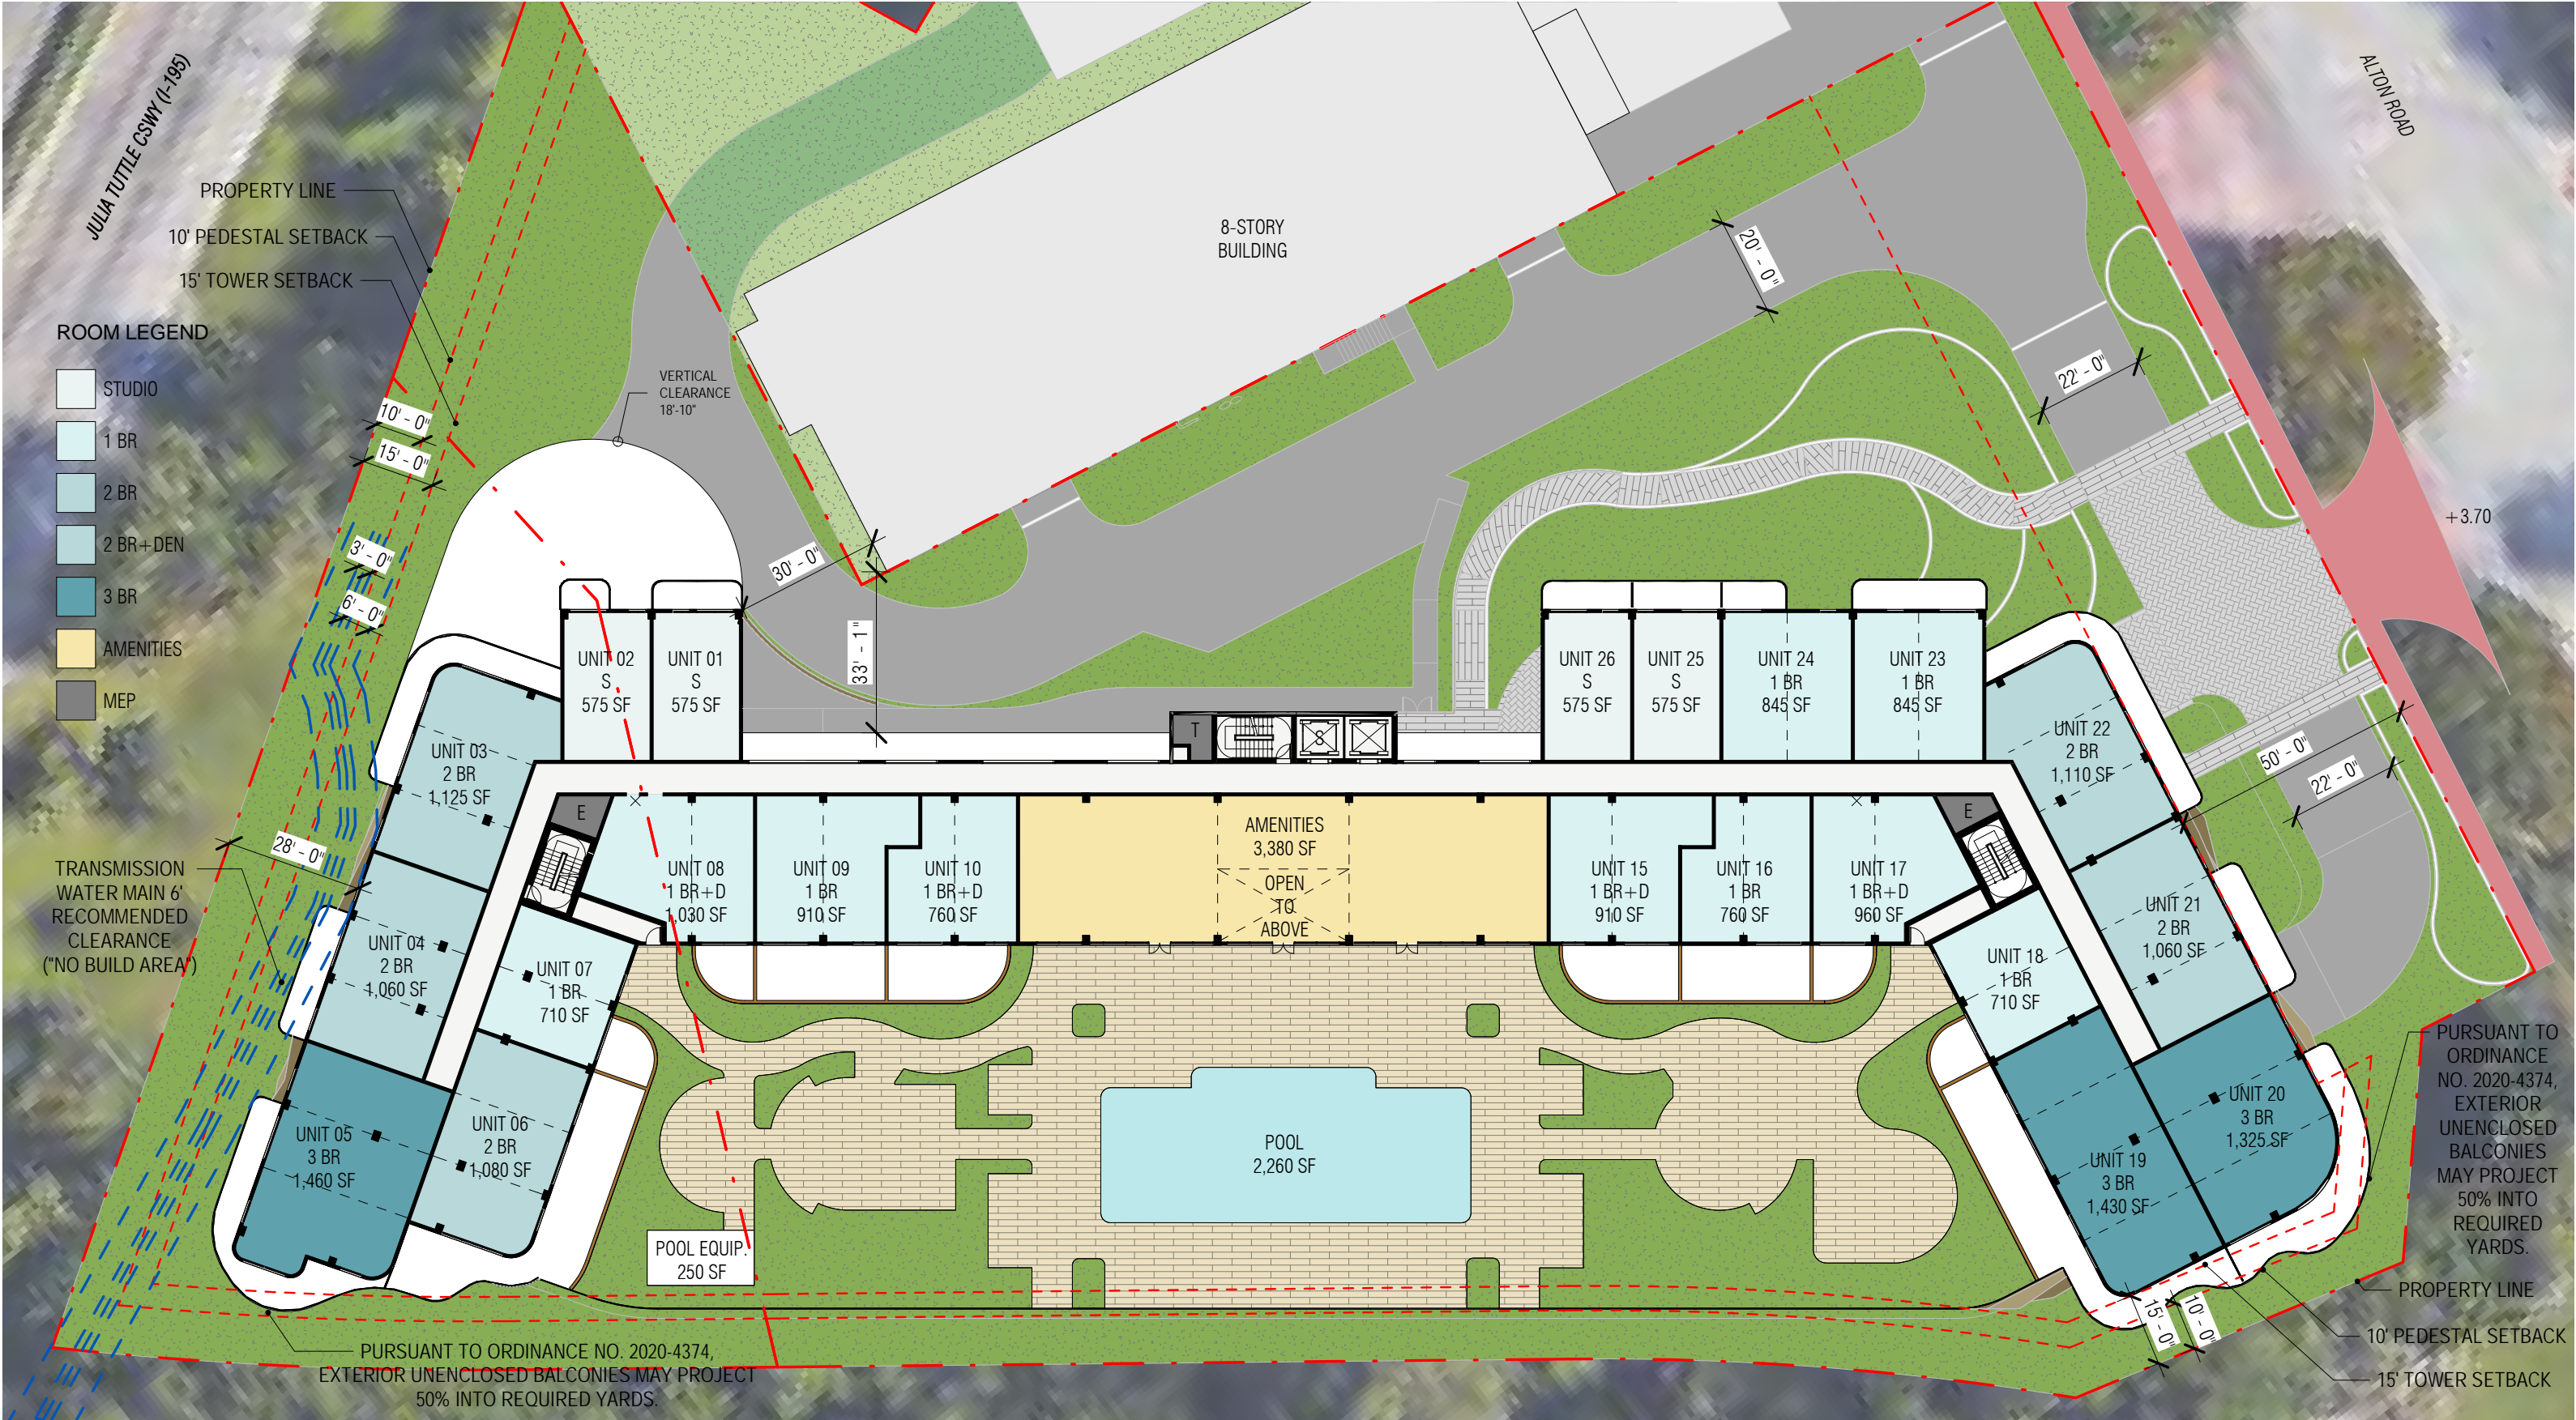 JULIA TUTTLE CSWY (I-195)
PROPERTY LINE
10' PEDESTAL SETBACK
15' TOWER SETBACK
ROOM LEGEND
STUDIO
1 BR
2 BR
2 BR+DEN
3 BR
AMENITIES
MEP
10' - 0"
15' - 0"
3' - 0"
6' - 0"
28' - 0"
TRANSMISSION
WATER MAIN 6'
RECOMMENDED
CLEARANCE
("NO BUILD AREA")
VERTICAL
CLEARANCE
18'-10"
8-STORY
BUILDING
ALTON ROAD
20' - 0"
22' - 0"
+3.70
30' - 0"
33' - 1"
50' - 0"
22' - 0"
UNIT 02
S
575 SF
UNIT 01
S
575 SF
UNIT 26
S
575 SF
UNIT 25
S
575 SF
UNIT 24
1 BR
845 SF
UNIT 23
1 BR
845 SF
UNIT 22
2 BR
1,110 SF
UNIT 03
2 BR
1,125 SF
T
S
E
E
UNIT 08
1 BR+D
1,030 SF
UNIT 09
1 BR
910 SF
UNIT 10
1 BR+D
760 SF
AMENITIES
3,380 SF
OPEN
TO
ABOVE
UNIT 15
1 BR+D
910 SF
UNIT 16
1 BR
760 SF
UNIT 17
1 BR+D
960 SF
UNIT 21
2 BR
1,060 SF
UNIT 04
2 BR
1,060 SF
UNIT 07
1 BR
710 SF
UNIT 18
1 BR
710 SF
UNIT 05
3 BR
1,460 SF
UNIT 06
2 BR
1,080 SF
POOL
2,260 SF
UNIT 20
3 BR
1,325 SF
UNIT 19
3 BR
1,430 SF
POOL EQUIP.
250 SF
PURSUANT TO
ORDINANCE
NO. 2020-4374,
EXTERIOR
UNENCLOSED
BALCONIES
MAY PROJECT
50% INTO
REQUIRED
YARDS.
PROPERTY LINE
10' PEDESTAL SETBACK
15' TOWER SETBACK
15' - 0"
10' - 0"
PURSUANT TO ORDINANCE NO. 2020-4374,
EXTERIOR UNENCLOSED BALCONIES MAY PROJECT
50% INTO REQUIRED YARDS.